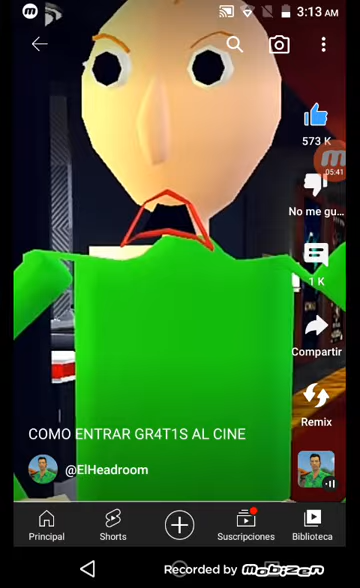 3:13 AM
573 K
05:41
No me gu...
1 K
Compartir
Remix
COMO ENTRAR GR4T1S AL CINE
@ElHeadroom
Principal
Shorts
Suscripciones
Biblioteca
Recorded by mobizen